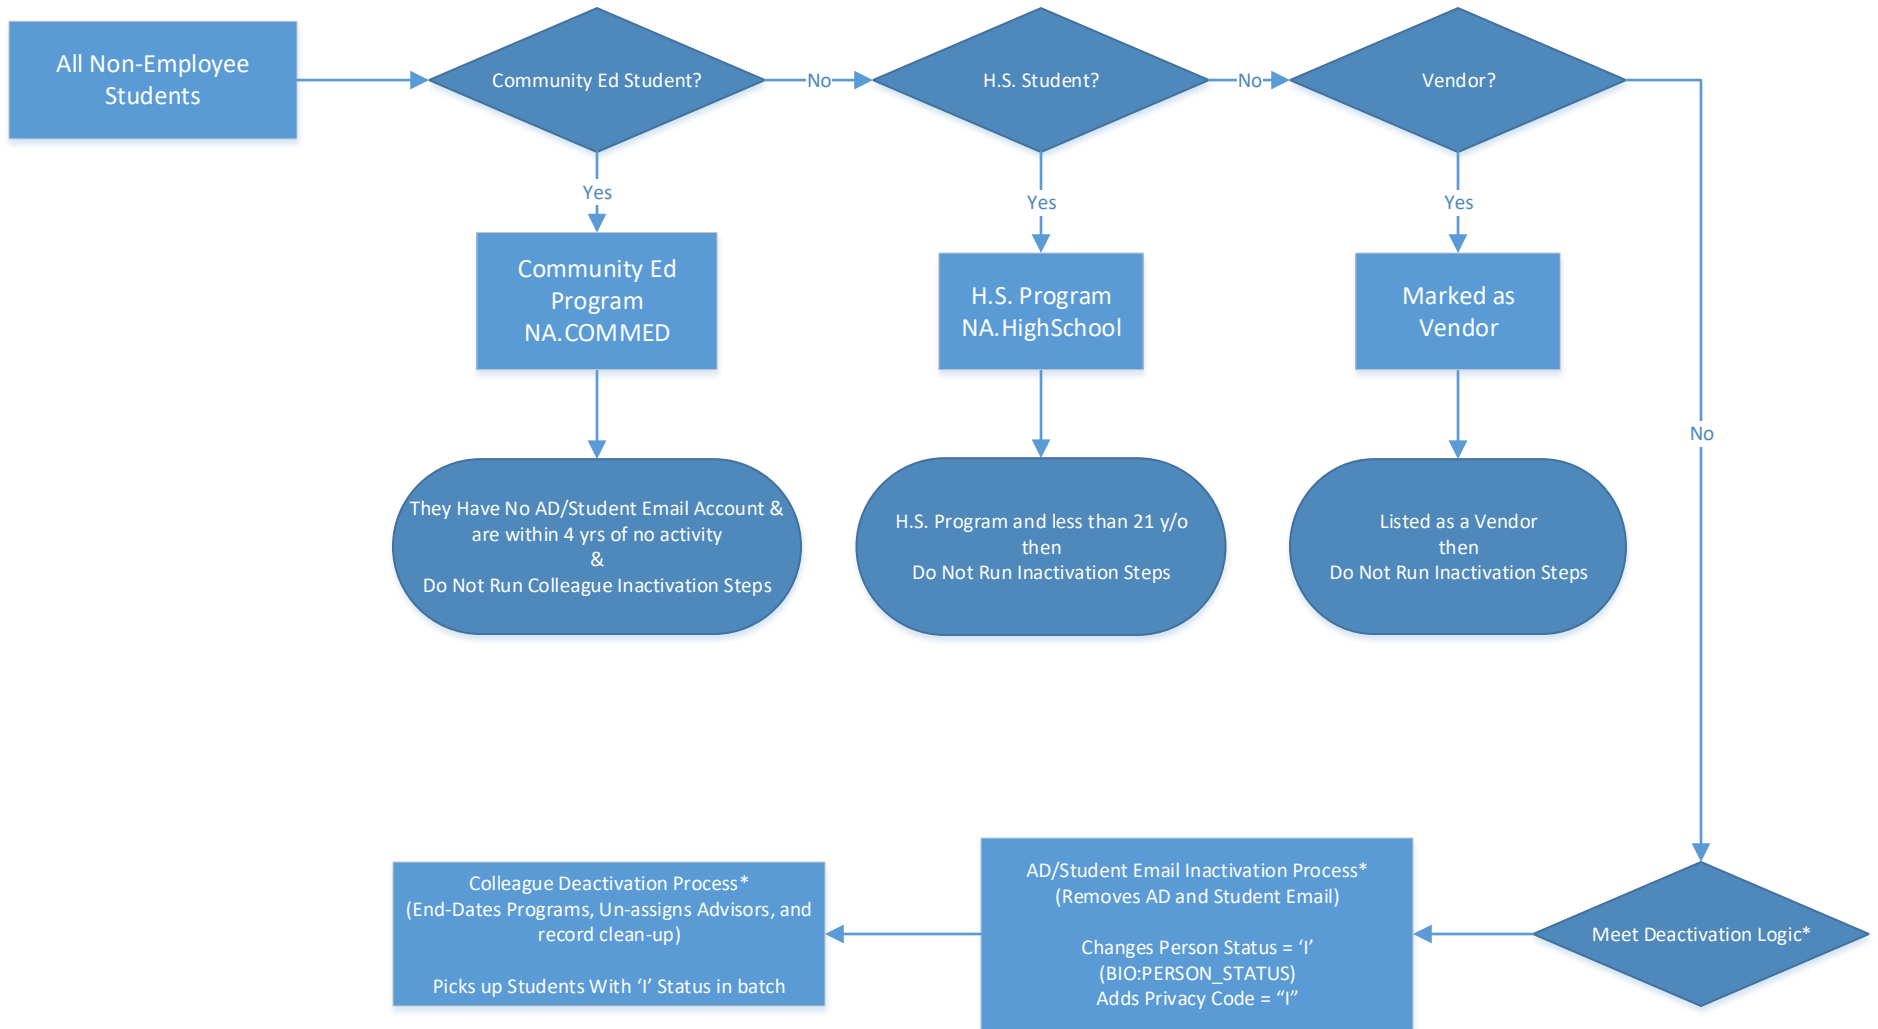 All Non-Employee
Students
Community Ed Student?
No
H.S. Student?
No
Vendor?
Yes
Yes
Yes
Community Ed
Program
NA.COMMED
H.S. Program
NA.HighSchool
Marked as
Vendor
No
They Have No AD/Student Email Account &
are within 4 yrs of no activity
&
Do Not Run Colleague Inactivation Steps
H.S. Program and less than 21 y/o
then
Do Not Run Inactivation Steps
Listed as a Vendor
then
Do Not Run Inactivation Steps
Colleague Deactivation Process*
(End-Dates Programs, Un-assigns Advisors, and
record clean-up)
Picks up Students With ‘I’ Status in batch
AD/Student Email Inactivation Process*
(Removes AD and Student Email)
Changes Person Status = ‘I’
(BIO:PERSON_STATUS)
Adds Privacy Code = “I”
Meet Deactivation Logic*